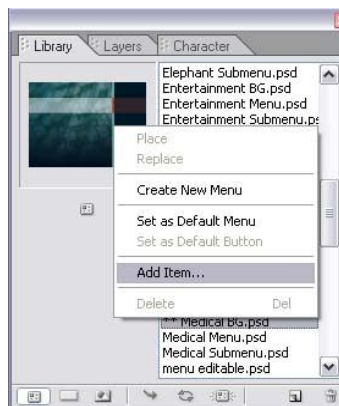 Library Layers Character
Elephant Submenu.psd
Entertainment BG.psd
Entertainment Menu.psd
Entertainment Submenu.ps
Place
Replace
Create New Menu
Set as Default Menu
Set as Default Button
Add Item...
Delete Del
** Medical BG.psd
Medical Menu.psd
Medical Submenu.psd
menu editable.psd